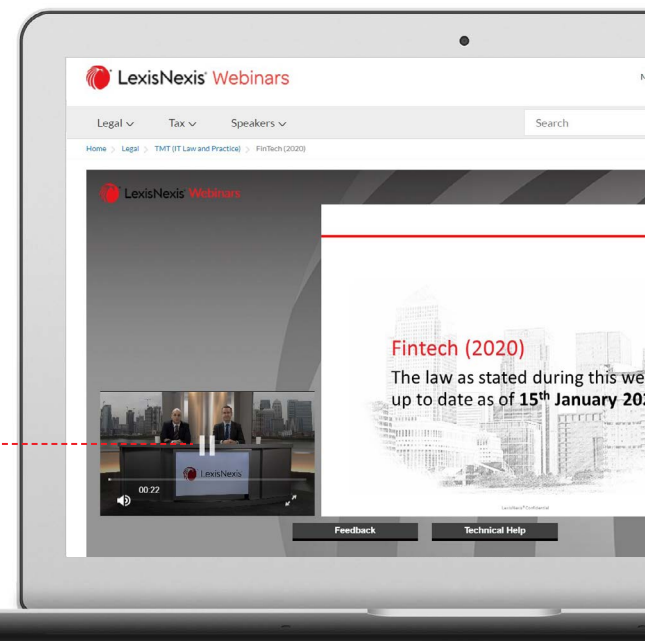 LexisNexis® Webinars
N
Legal Tax Speakers
Search
Home > Legal > TMT (IT Law and Practice) > FinTech (2020)
LexisNexis® Webinars
Fintech (2020)
The law as stated during this we
up to date as of 15th January 20
LexisNexis
00:22
LexisNexis® Confidential
Feedback
Technical Help